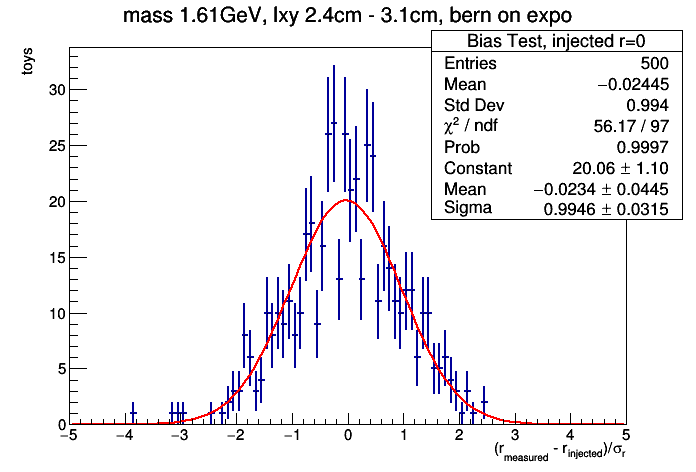 mass 1.61GeV, lxy 2.4cm - 3.1cm, bern on expo
toys
Bias Test, injected r=0
Entries 500
Mean −0.02445
Std Dev 0.994
χ² / ndf 56.17 / 97
Prob 0.9997
Constant 20.06 ± 1.10
Mean −0.0234 ± 0.0445
Sigma 0.9946 ± 0.0315
30
25
20
15
10
5
0
−5 −4 −3 −2 −1 0 1 2 3 4 5
(r_measured - r_injected)/σ_r